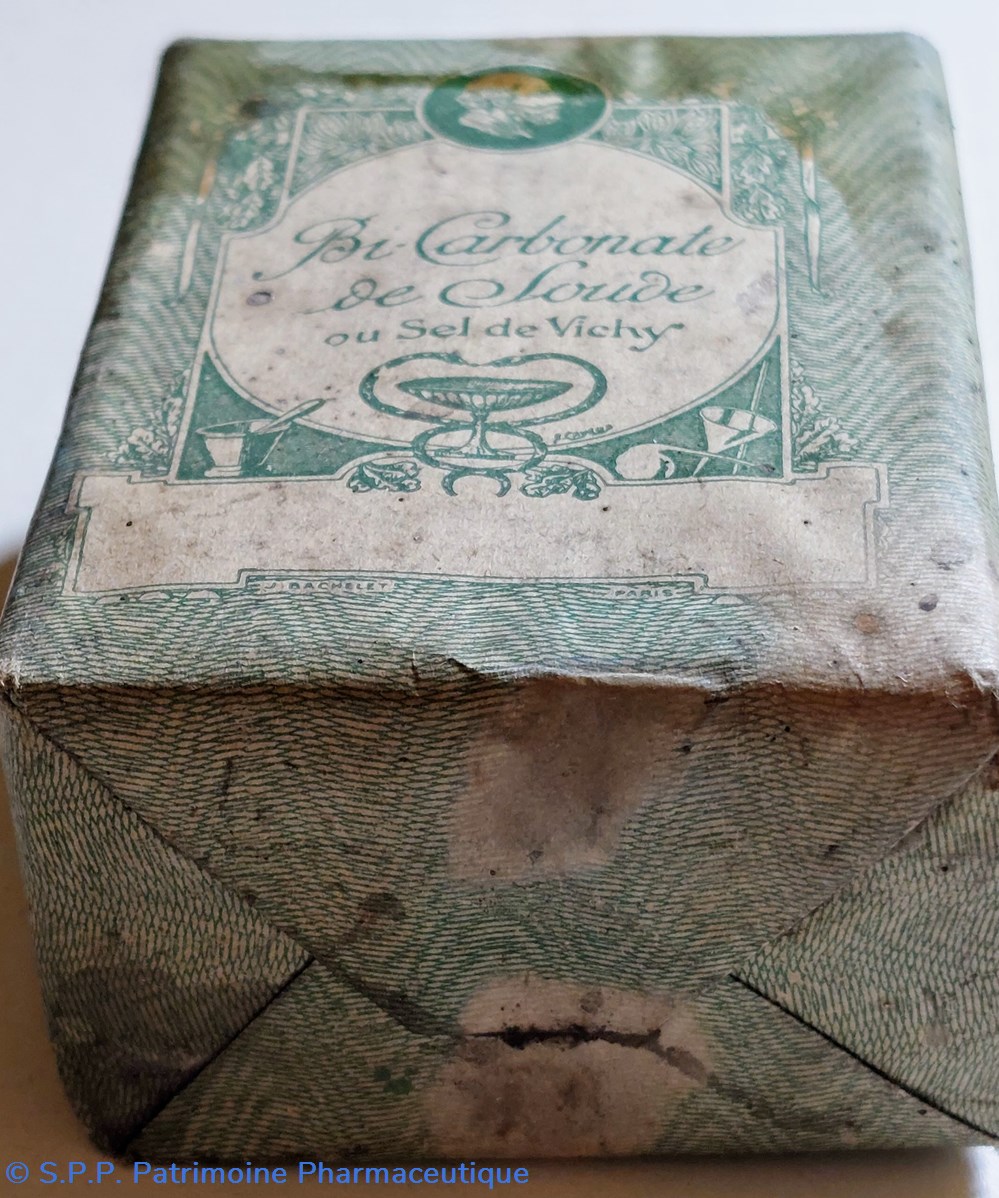 Bi-Carbonate
de Soude
ou Sel de Vichy
J. BACHELET PARIS
© S.P.P. Patrimoine Pharmaceutique